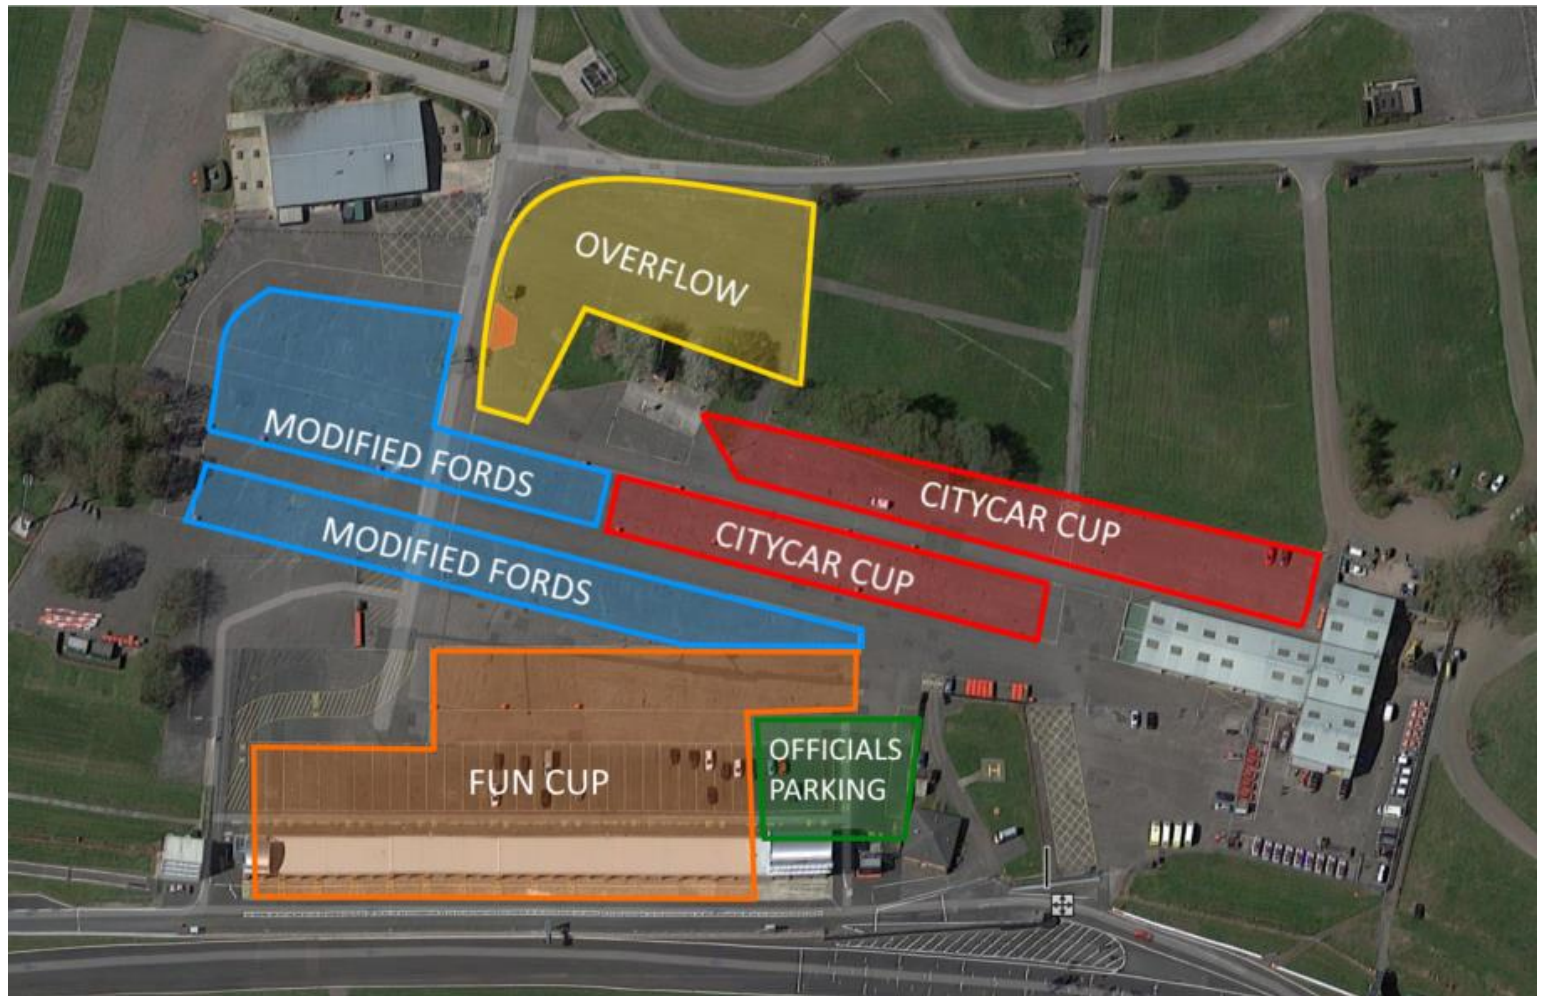 OVERFLOW
MODIFIED FORDS
CITYCAR CUP
MODIFIED FORDS
CITYCAR CUP
OFFICIALS
PARKING
FUN CUP
H